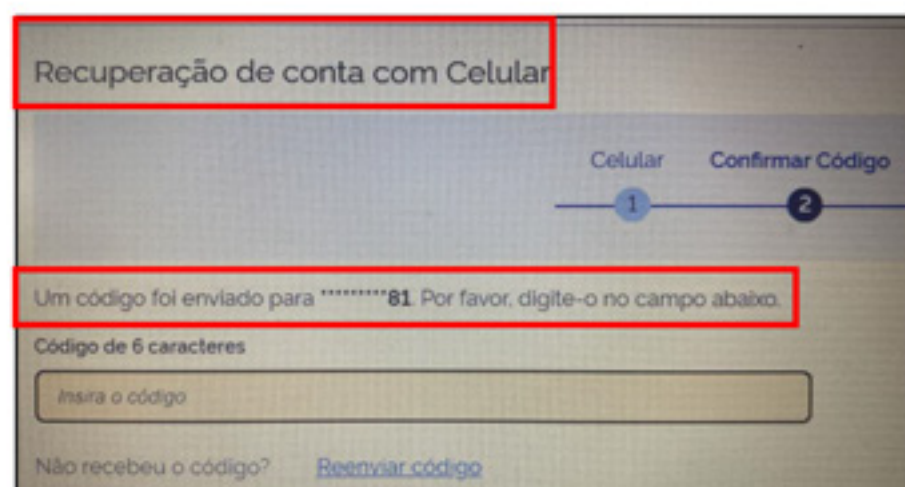 Recuperação de conta com Celular
Celular Confirmar Código
1 2
Um código foi enviado para *********81. Por favor, digite-o no campo abaixo.
Código de 6 caracteres
Insira o código
Não recebeu o código? Reenviar código